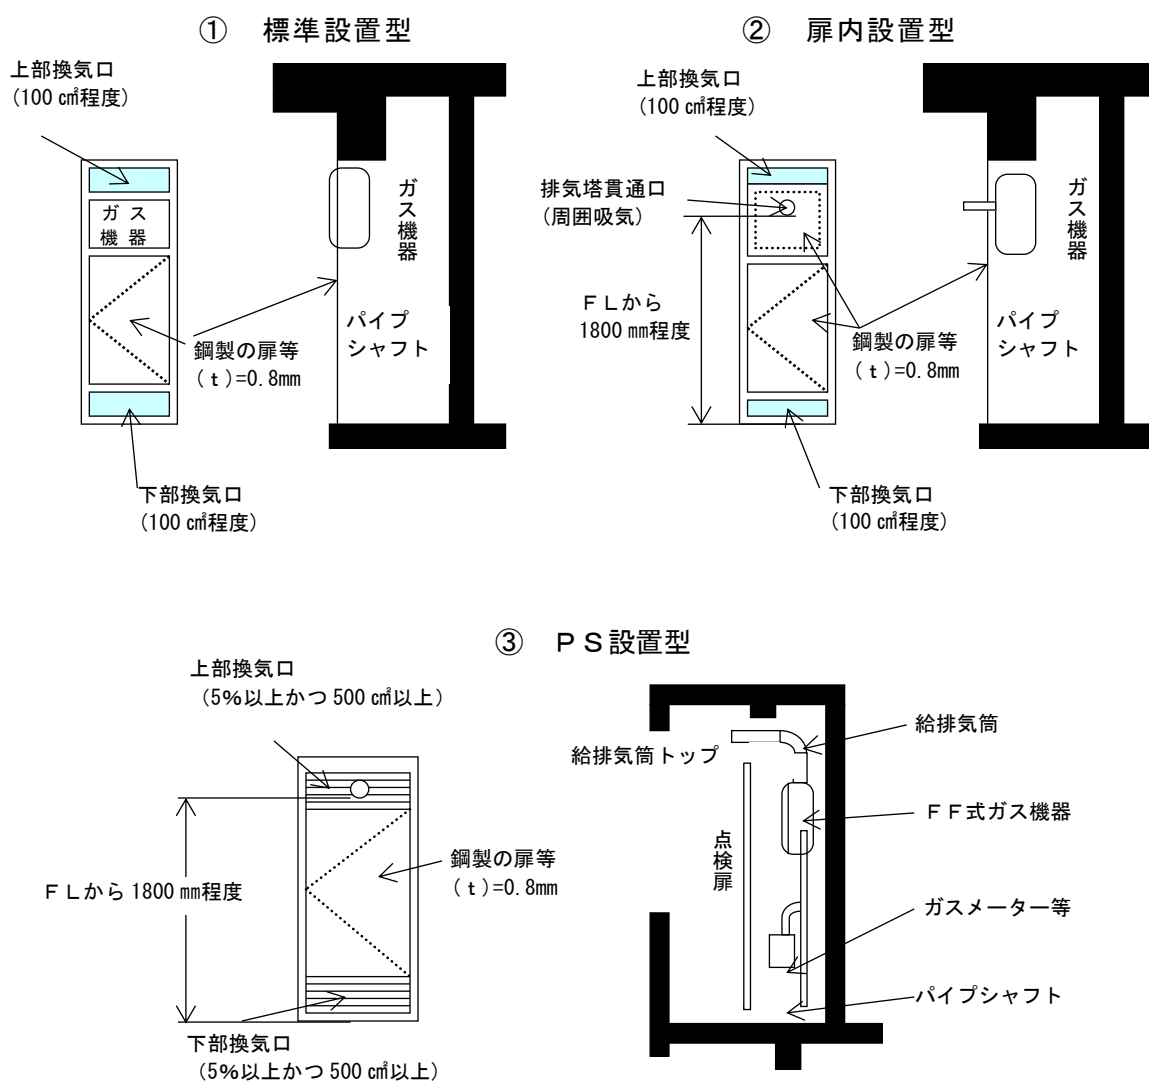 ① 標準設置型
上部換気口
(100 ㎠程度)
ガス
機器
ガス機器
パイプ
シャフト
鋼製の扉等
(ｔ)=0.8mm
下部換気口
(100 ㎠程度)
② 扉内設置型
上部換気口
(100 ㎠程度)
排気塔貫通口
(周囲吸気)
ＦＬから
1800 ㎜程度
ガス機器
パイプ
シャフト
鋼製の扉等
(ｔ)=0.8mm
下部換気口
(100 ㎠程度)
③ ＰＳ設置型
上部換気口
(5%以上かつ 500 ㎠以上)
ＦＬから 1800 ㎜程度
鋼製の扉等
(ｔ)=0.8mm
下部換気口
(5%以上かつ 500 ㎠以上)
給排気筒トップ
給排気筒
ＦＦ式ガス機器
点検扉
ガスメーター等
パイプシャフト